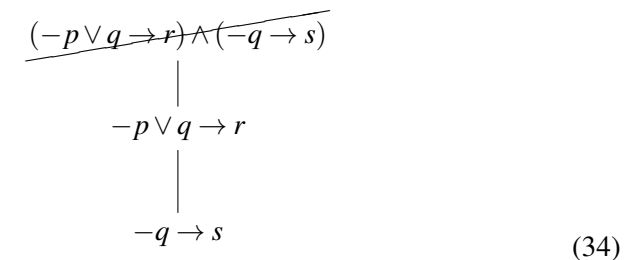 (−p ∨ q → r) ∧ (−q → s)
−p ∨ q → r
−q → s
(34)